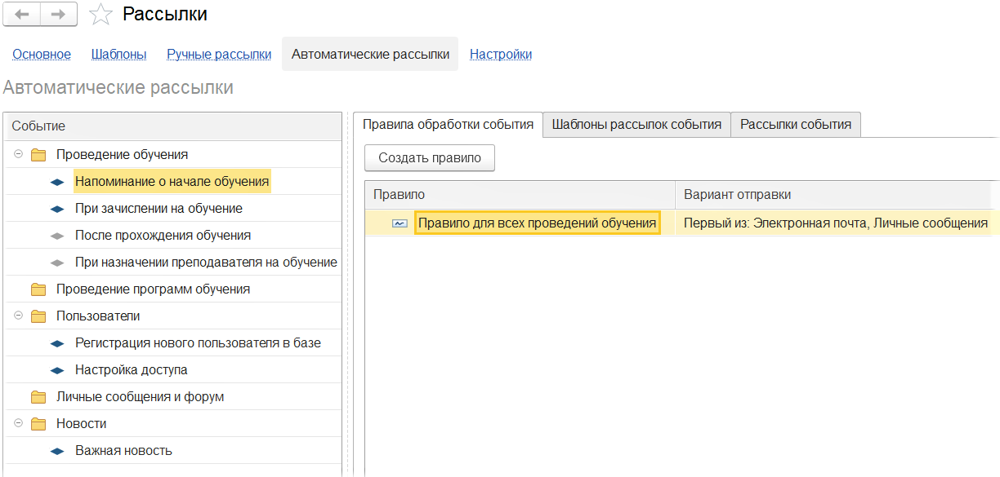 Рассылки
Основное Шаблоны Ручные рассылки Автоматические рассылки Настройки
Автоматические рассылки
Событие
Проведение обучения
Напоминание о начале обучения
При зачислении на обучение
После прохождения обучения
При назначении преподавателя на обучение
Проведение программ обучения
Пользователи
Регистрация нового пользователя в базе
Настройка доступа
Личные сообщения и форум
Новости
Важная новость
Правила обработки события Шаблоны рассылок события Рассылки события
Создать правило
Правило Вариант отправки
Правило для всех проведений обучения Первый из: Электронная почта, Личные сообщения